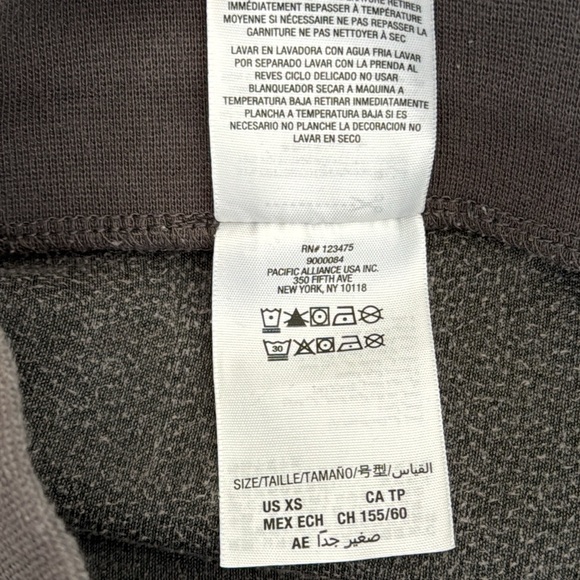 IMMÉDIATEMENT REPASSER À TEMPÉRATURE
MOYENNE SI NÉCESSAIRE NE PAS REPASSER LA
GARNITURE NE PAS NETTOYER À SEC
LAVAR EN LAVADORA CON AGUA FRIA LAVAR
POR SEPARADO LAVAR CON LA PRENDA AL
REVES CICLO DELICADO NO USAR
BLANQUEADOR SECAR A MAQUINA A
TEMPERATURA BAJA RETIRAR INMEDIATAMENTE
PLANCHA A TEMPERATURA BAJA SI ES
NECESARIO NO PLANCHE LA DECORACION NO
LAVAR EN SECO
RN# 123475
9000084
PACIFIC ALLIANCE USA INC.
350 FIFTH AVE
NEW YORK, NY 10118
30
SIZE/TAILLE/TAMAÑO/号型/القياس
US XS CA TP
MEX ECH CH 155/60
AE صغير جدًا